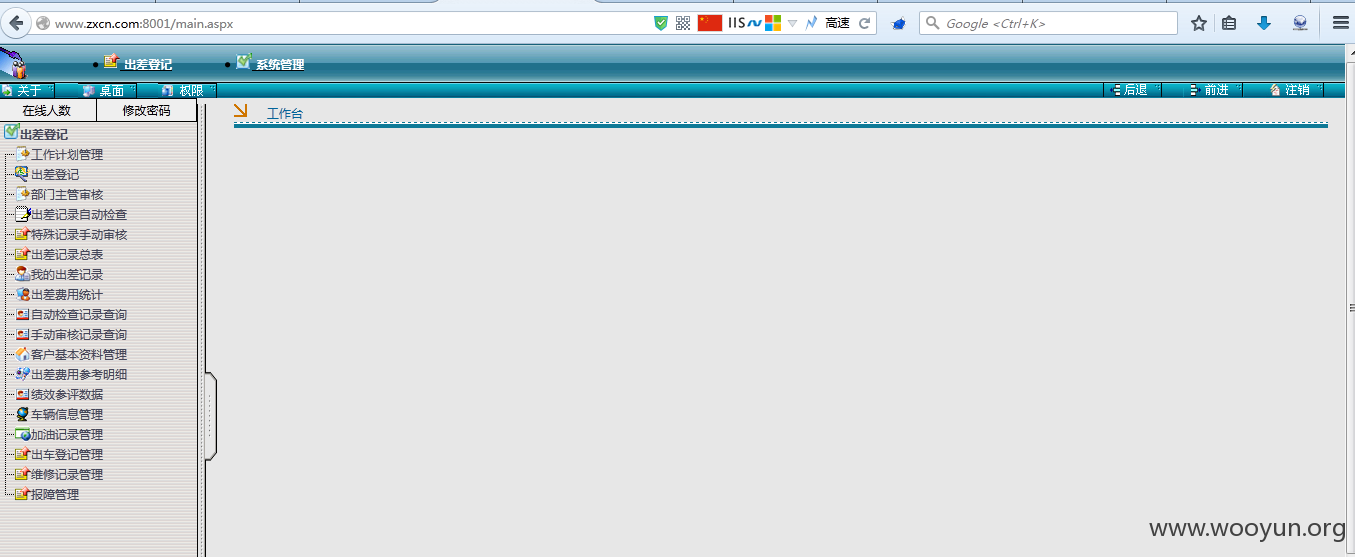 www.zxcn.com:8001/main.aspx
IIS
高速
Google <Ctrl+K>
出差登记
系统管理
关于
桌面
权限
后退
前进
注销
在线人数
修改密码
工作台
出差登记
工作计划管理
出差登记
部门主管审核
出差记录自动检查
特殊记录手动审核
出差记录总表
我的出差记录
出差费用统计
自动检查记录查询
手动审核记录查询
客户基本资料管理
出差费用参考明细
绩效参评数据
车辆信息管理
加油记录管理
出车登记管理
维修记录管理
报障管理
www.wooyun.org